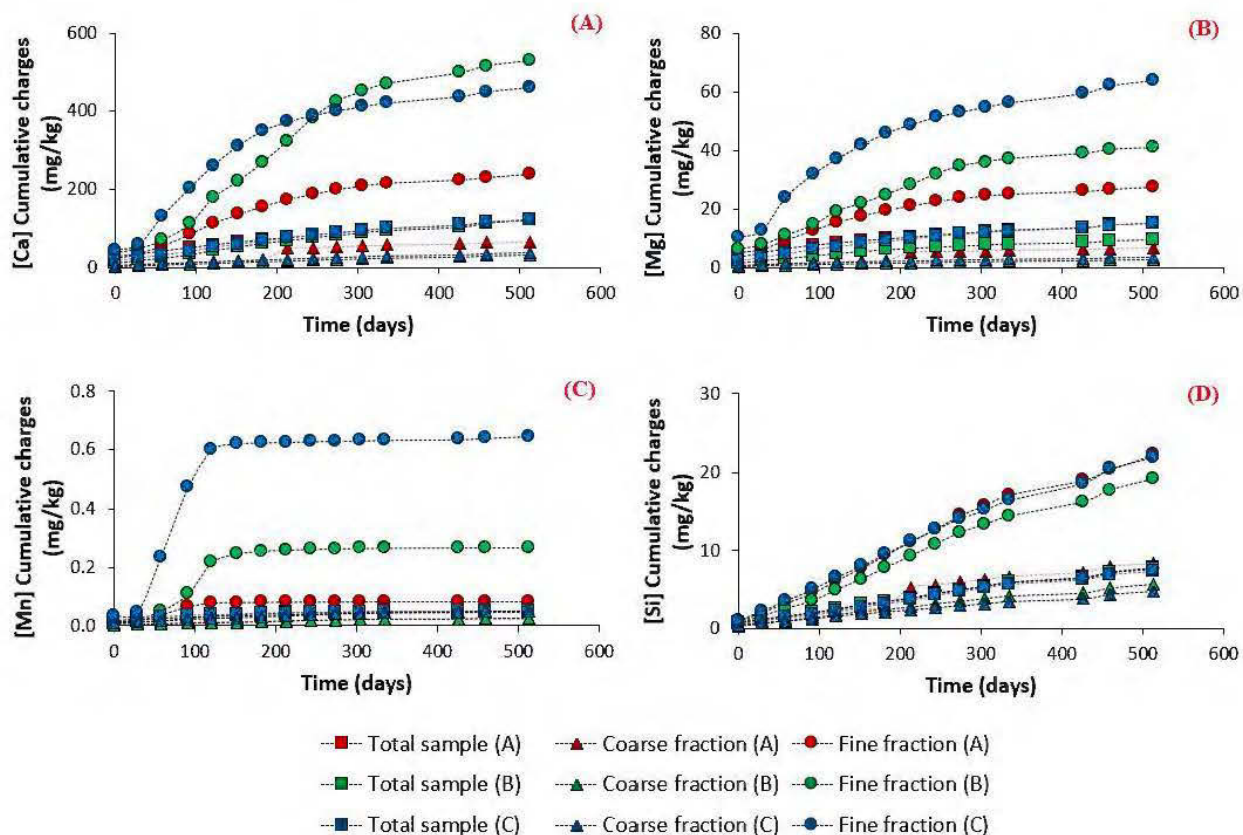 (A)
[Ca] Cumulative charges
(mg/kg)
600
400
200
0
0 100 200 300 400 500 600
Time (days)
(B)
[Mg] Cumulative charges
(mg/kg)
80
60
40
20
0
0 100 200 300 400 500 600
Time (days)
(C)
[Mn] Cumulative charges
(mg/kg)
0.8
0.6
0.4
0.2
0.0
0 100 200 300 400 500 600
Time (days)
(D)
[Si] Cumulative charges
(mg/kg)
30
20
10
0
0 100 200 300 400 500 600
Time (days)
Total sample (A) Coarse fraction (A) Fine fraction (A)
Total sample (B) Coarse fraction (B) Fine fraction (B)
Total sample (C) Coarse fraction (C) Fine fraction (C)